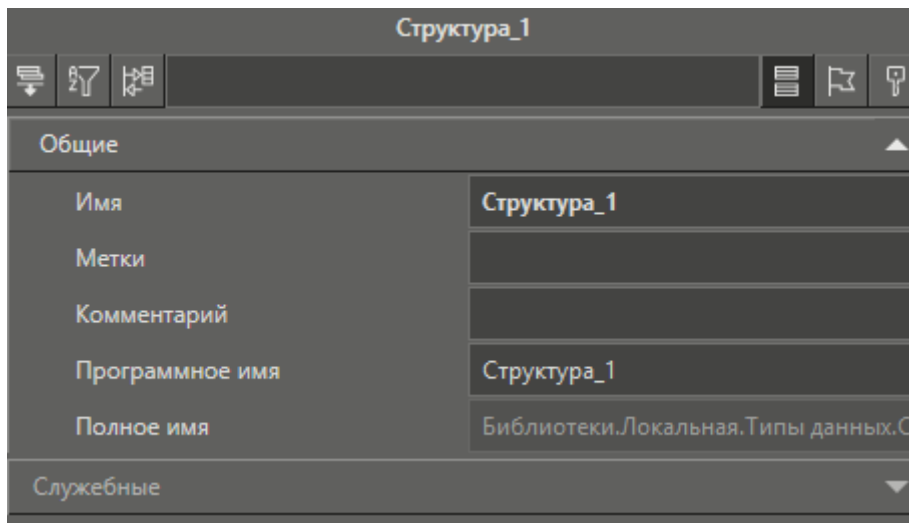 Структура_1
Общие
Имя Структура_1
Метки
Комментарий
Программное имя Структура_1
Полное имя Библиотеки.Локальная.Типы данных.С
Служебные